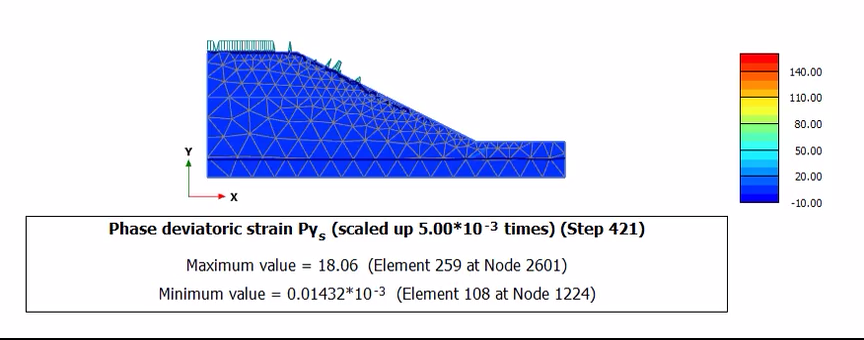 140.00
110.00
80.00
50.00
20.00
-10.00
Y
X
Phase deviatoric strain Pγs (scaled up 5.00*10-3 times) (Step 421)
Maximum value = 18.06 (Element 259 at Node 2601)
Minimum value = 0.01432*10-3 (Element 108 at Node 1224)